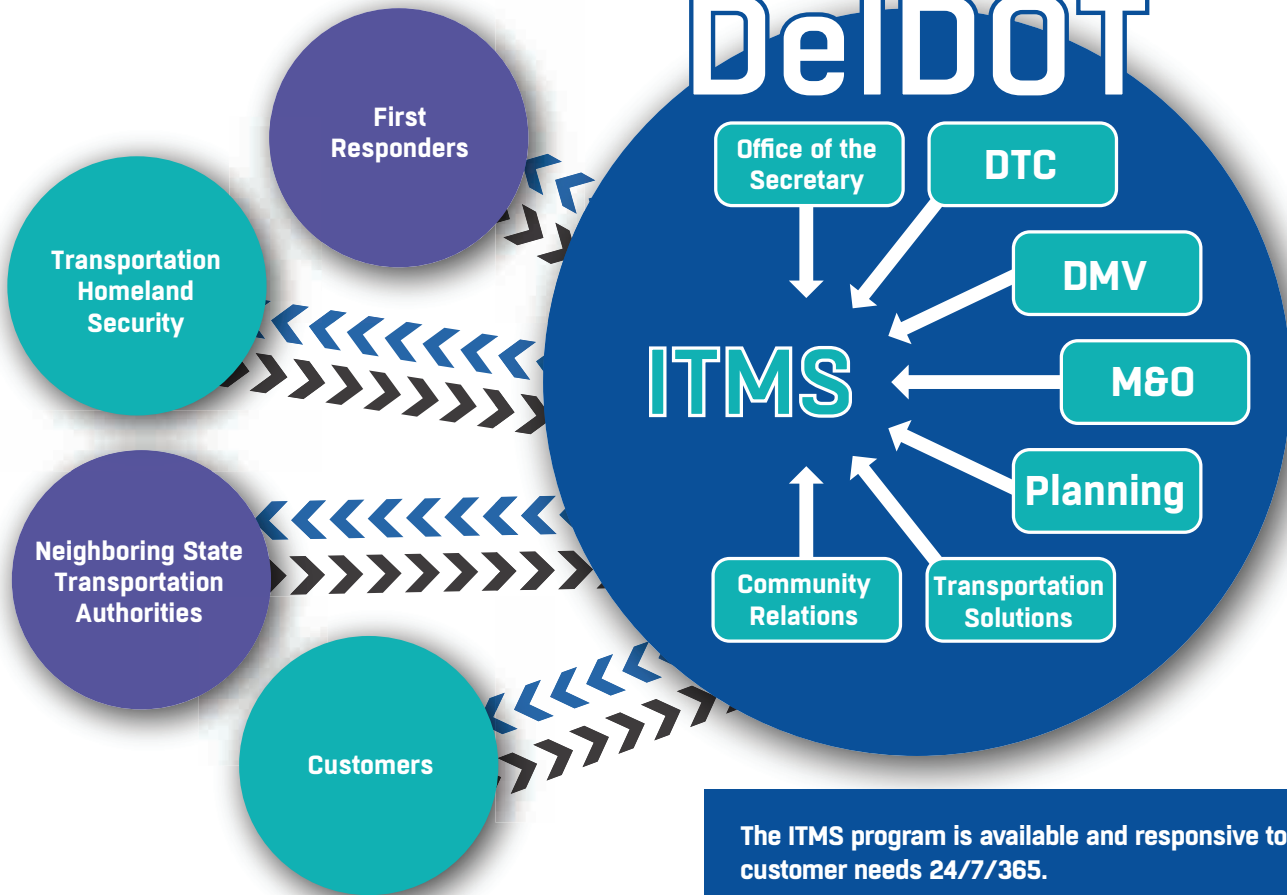 DelDOT
First
Responders
Office of the
Secretary
DTC
Transportation
Homeland
Security
DMV
ITMS
M&O
Planning
Neighboring State
Transportation
Authorities
Community
Relations
Transportation
Solutions
Customers
The ITMS program is available and responsive to
customer needs 24/7/365.